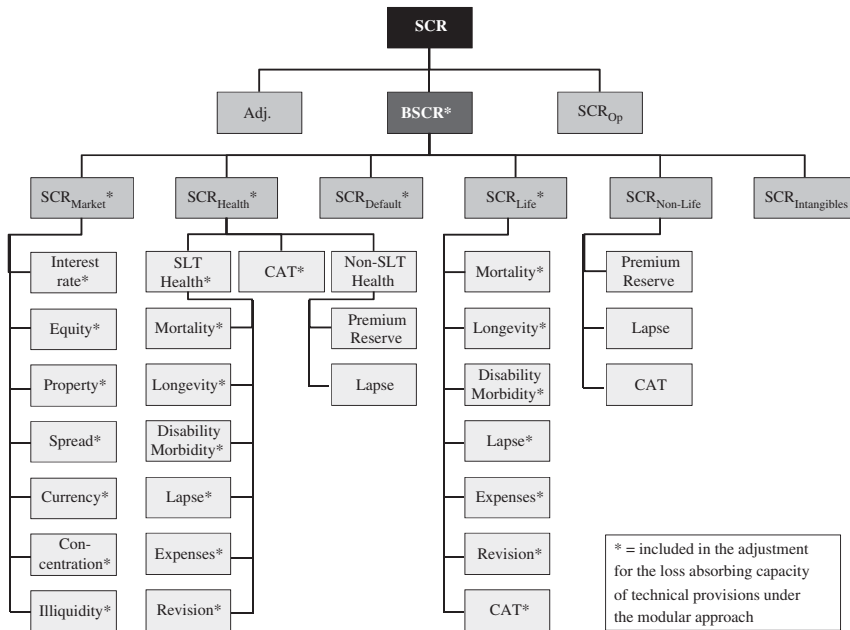 SCR
Adj.
BSCR*
SCR_Op
SCR_Market*
SCR_Health*
SCR_Default*
SCR_Life*
SCR_Non-Life
SCR_Intangibles
Interest
rate*
Equity*
Property*
Spread*
Currency*
Con-
centration*
Illiquidity*
SLT
Health*
CAT*
Non-SLT
Health
Mortality*
Longevity*
Disability
Morbidity*
Lapse*
Expenses*
Revision*
Premium
Reserve
Lapse
Mortality*
Longevity*
Disability
Morbidity*
Lapse*
Expenses*
Revision*
CAT*
Premium
Reserve
Lapse
CAT
* = included in the adjustment
for the loss absorbing capacity
of technical provisions under
the modular approach